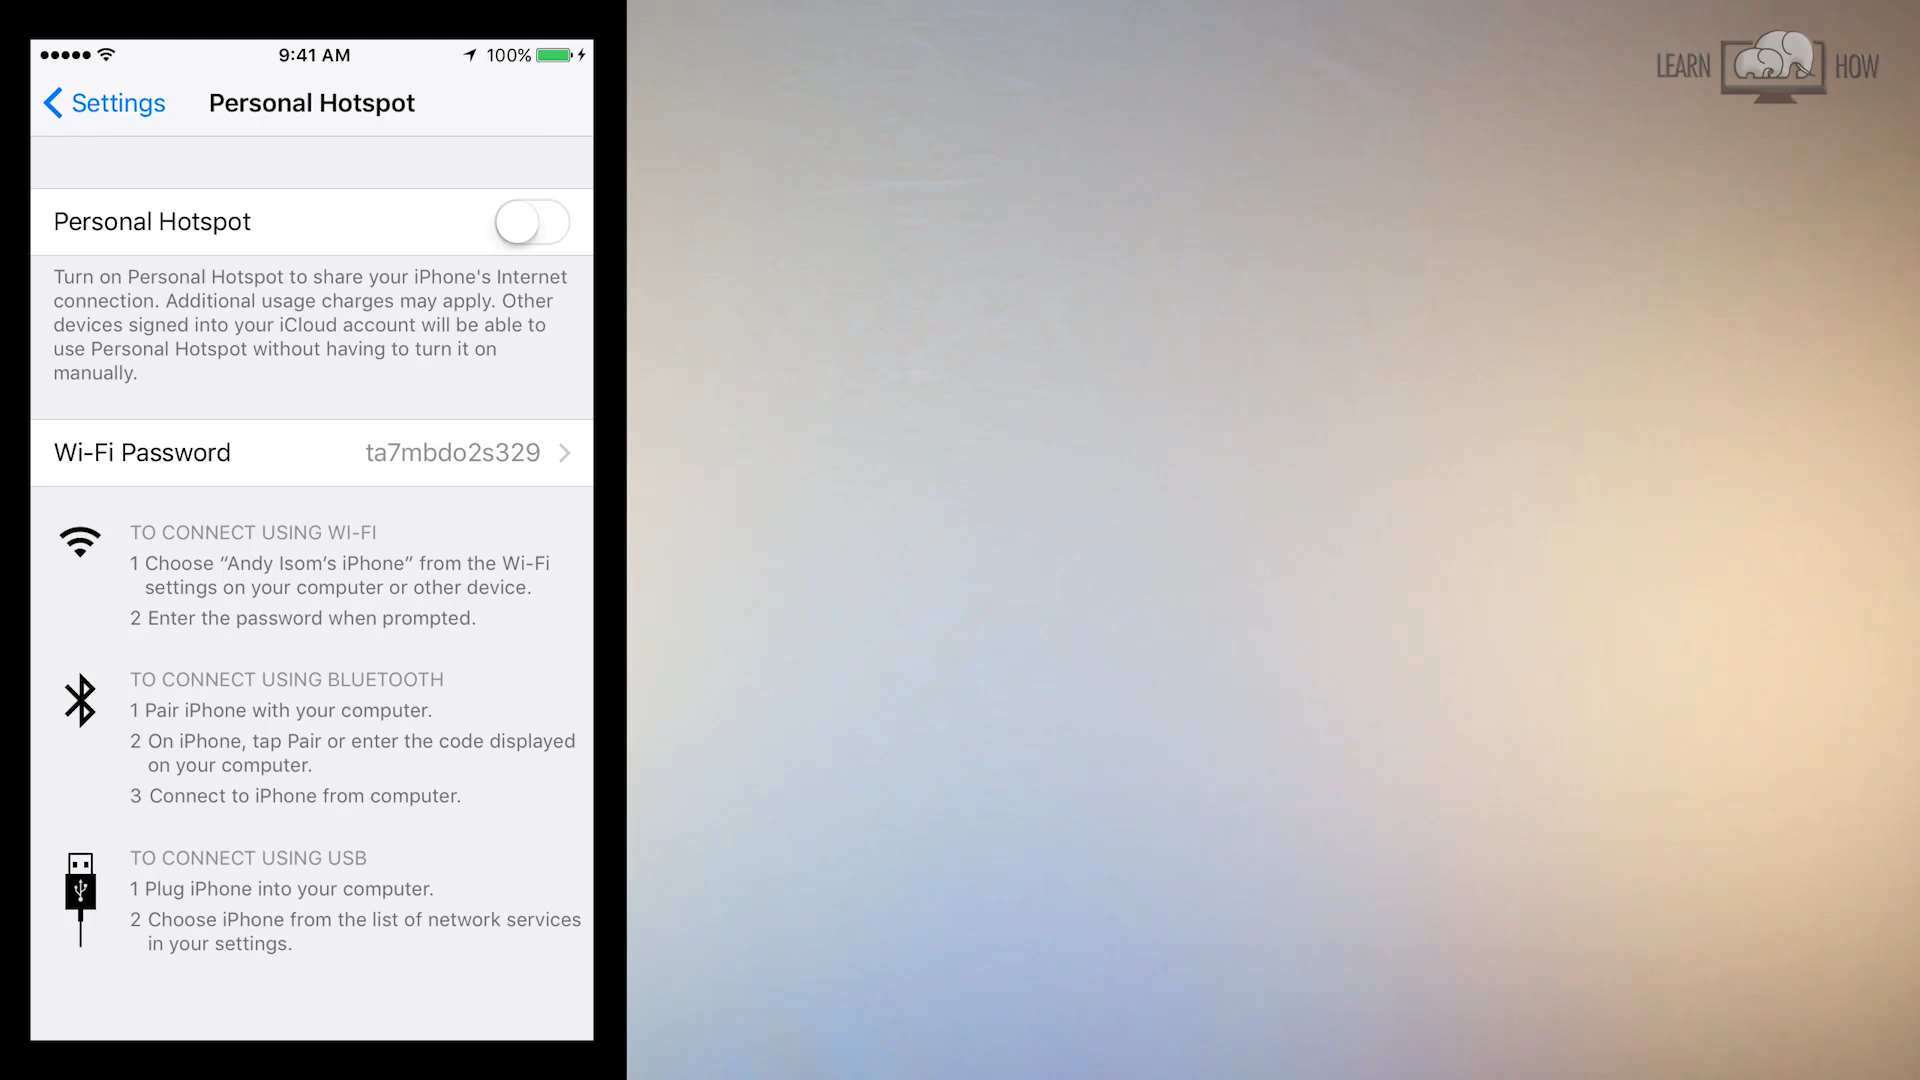 9:41 AM
100%
Settings
Personal Hotspot
Personal Hotspot
Turn on Personal Hotspot to share your iPhone's Internet
connection. Additional usage charges may apply. Other
devices signed into your iCloud account will be able to
use Personal Hotspot without having to turn it on
manually.
Wi-Fi Password
ta7mbdo2s329
TO CONNECT USING WI-FI
1 Choose “Andy Isom’s iPhone” from the Wi-Fi
settings on your computer or other device.
2 Enter the password when prompted.
TO CONNECT USING BLUETOOTH
1 Pair iPhone with your computer.
2 On iPhone, tap Pair or enter the code displayed
on your computer.
3 Connect to iPhone from computer.
TO CONNECT USING USB
1 Plug iPhone into your computer.
2 Choose iPhone from the list of network services
in your settings.
LEARN HOW